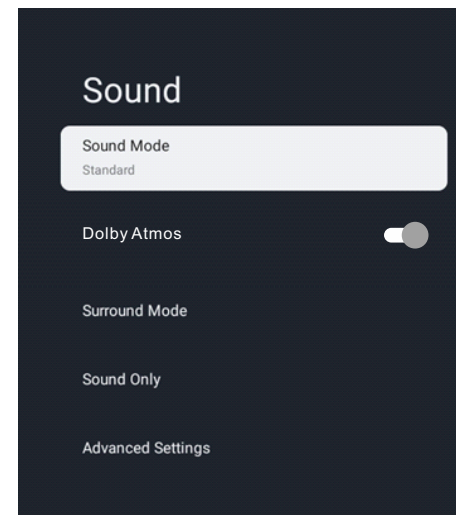 Sound
Sound Mode
Standard
Dolby Atmos
Surround Mode
Sound Only
Advanced Settings